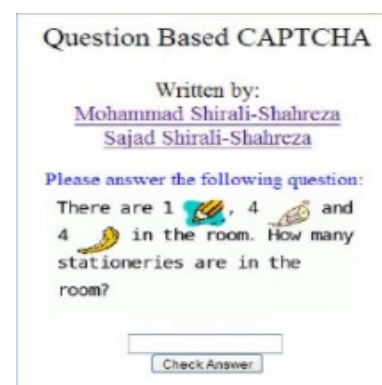 Question Based CAPTCHA
Written by:
Mohammad Shirali-Shahreza
Sajad Shirali-Shahreza
Please answer the following question:
There are 1 , 4 and
4 in the room. How many
stationeries are in the
room?
Check Answer